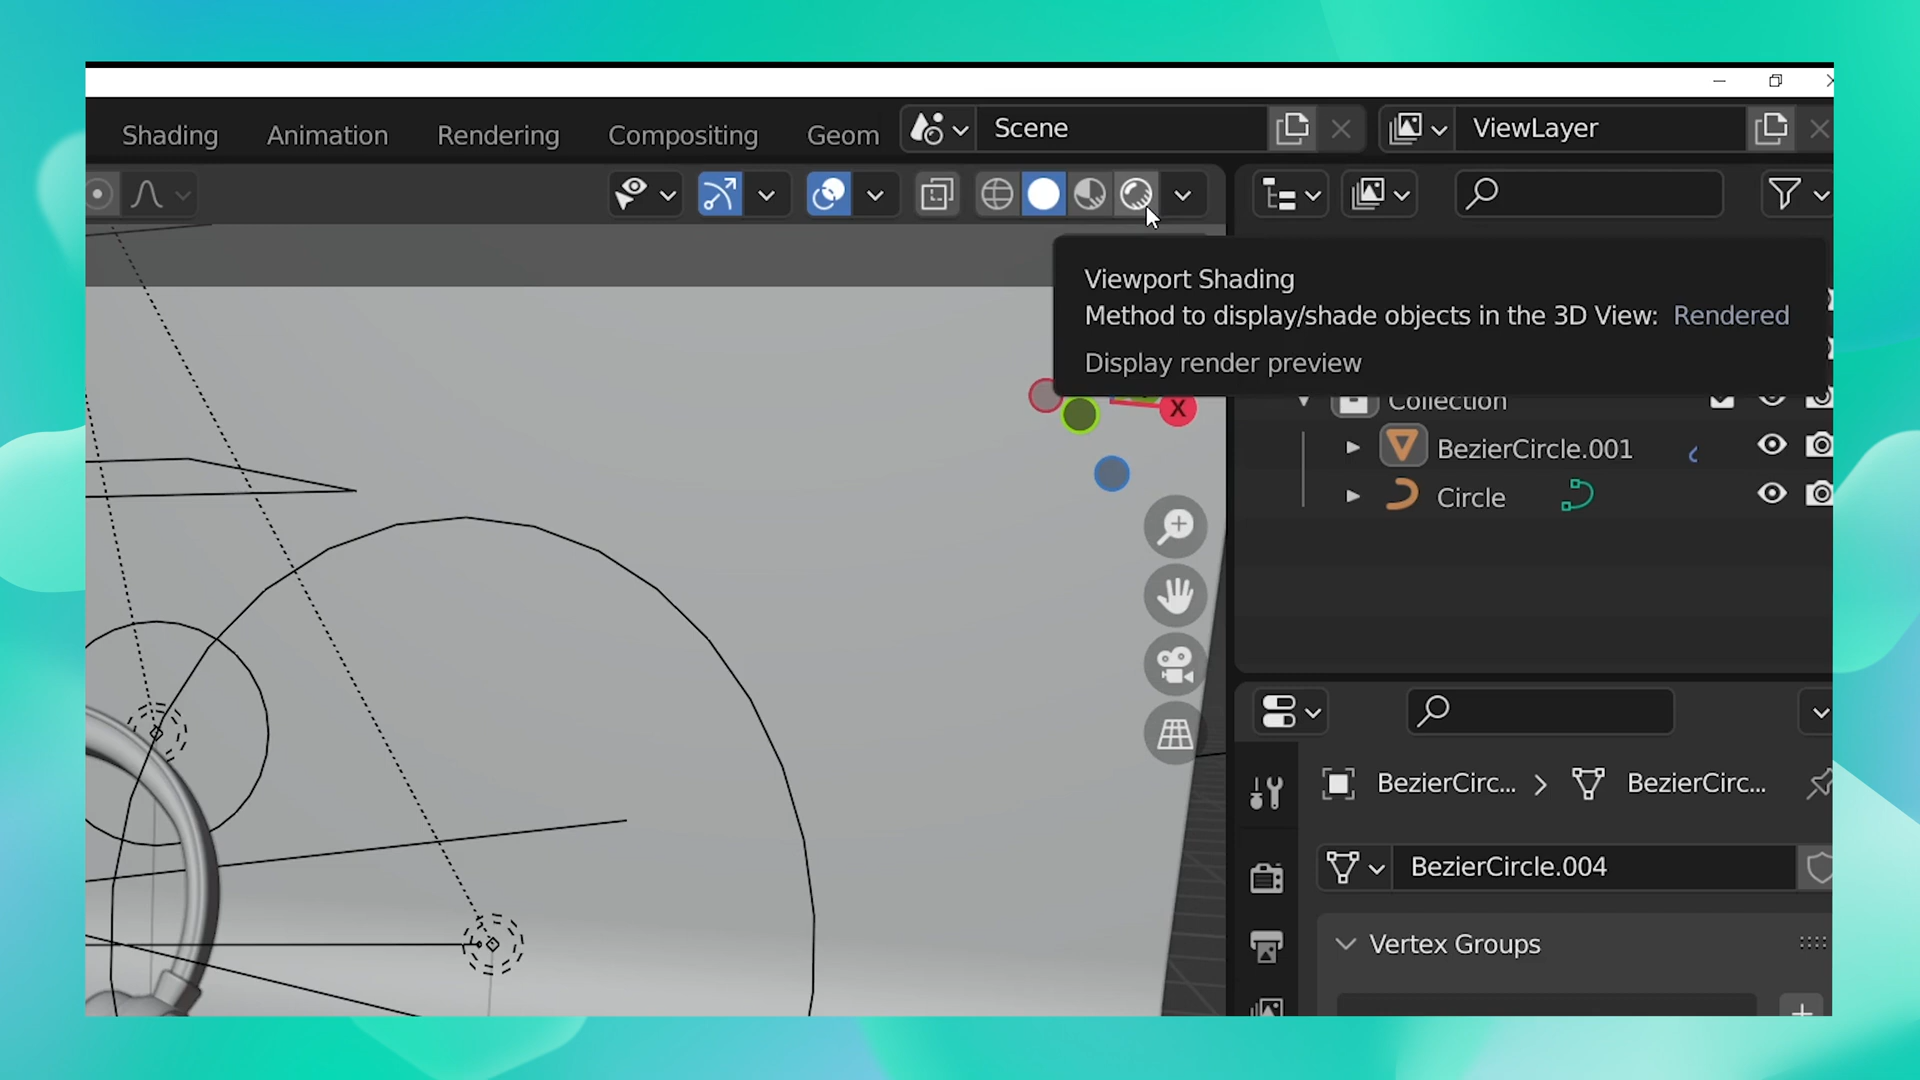 Shading Animation Rendering Compositing Geom Scene ViewLayer
Viewport Shading
Method to display/shade objects in the 3D View: Rendered
Display render preview
X
Collection
BezierCircle.001
Circle
BezierCirc... > BezierCirc...
BezierCircle.004
Vertex Groups